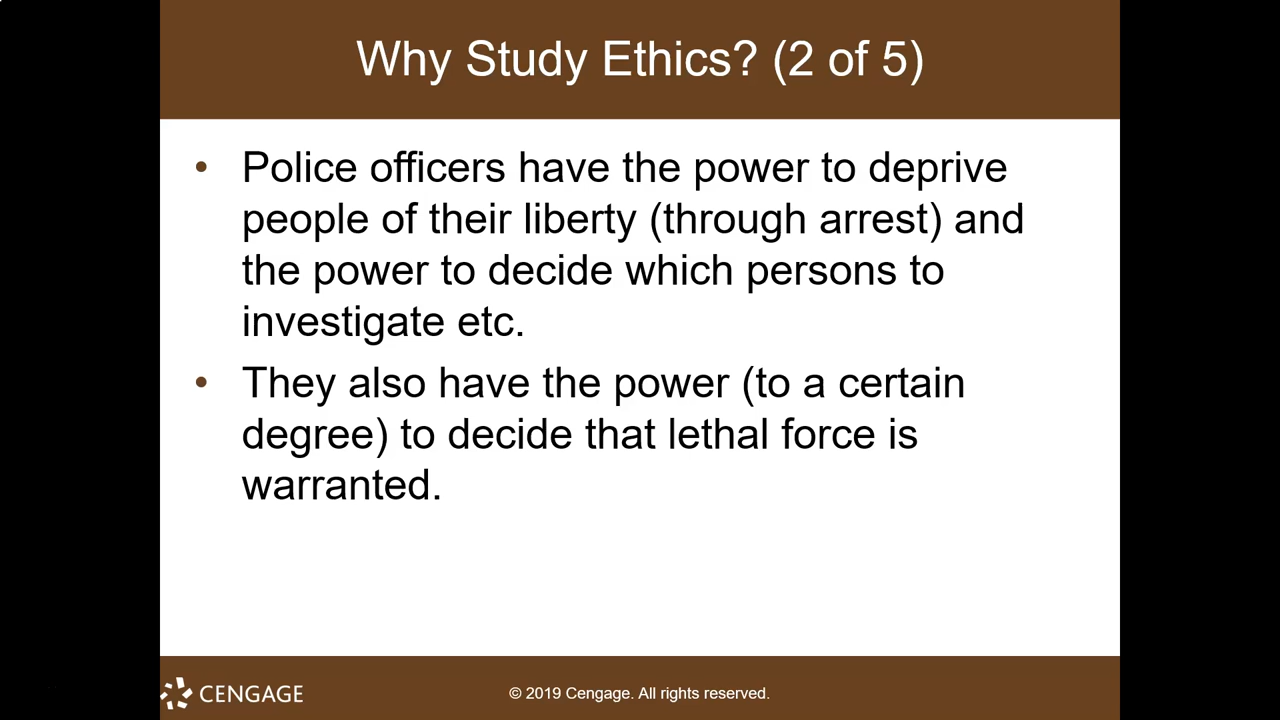 Why Study Ethics? (2 of 5)
• Police officers have the power to deprive
people of their liberty (through arrest) and
the power to decide which persons to
investigate etc.
• They also have the power (to a certain
degree) to decide that lethal force is
warranted.
CENGAGE
© 2019 Cengage. All rights reserved.